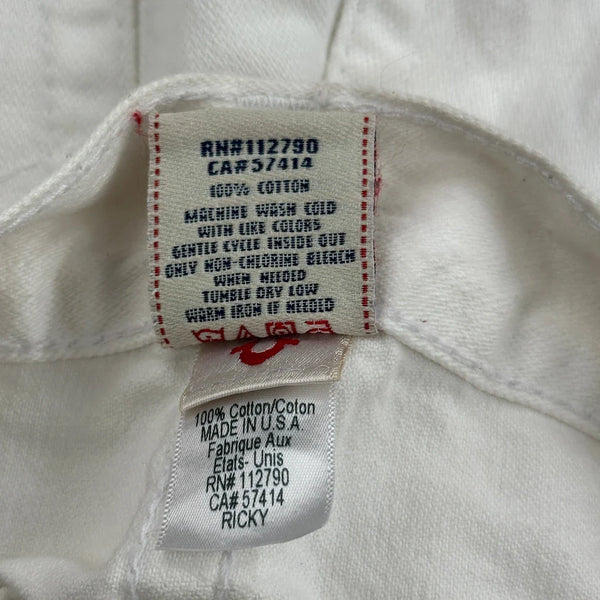 RN#112790
CA#57414
100% COTTON
MACHINE WASH COLD
WITH LIKE COLORS
GENTLE CYCLE INSIDE OUT
ONLY NON-CHLORINE BLEACH
WHEN NEEDED
TUMBLE DRY LOW
WARM IRON IF NEEDED
100% Cotton/Coton
MADE IN U.S.A.
Fabrique Aux
Etats- Unis
RN# 112790
CA# 57414
RICKY